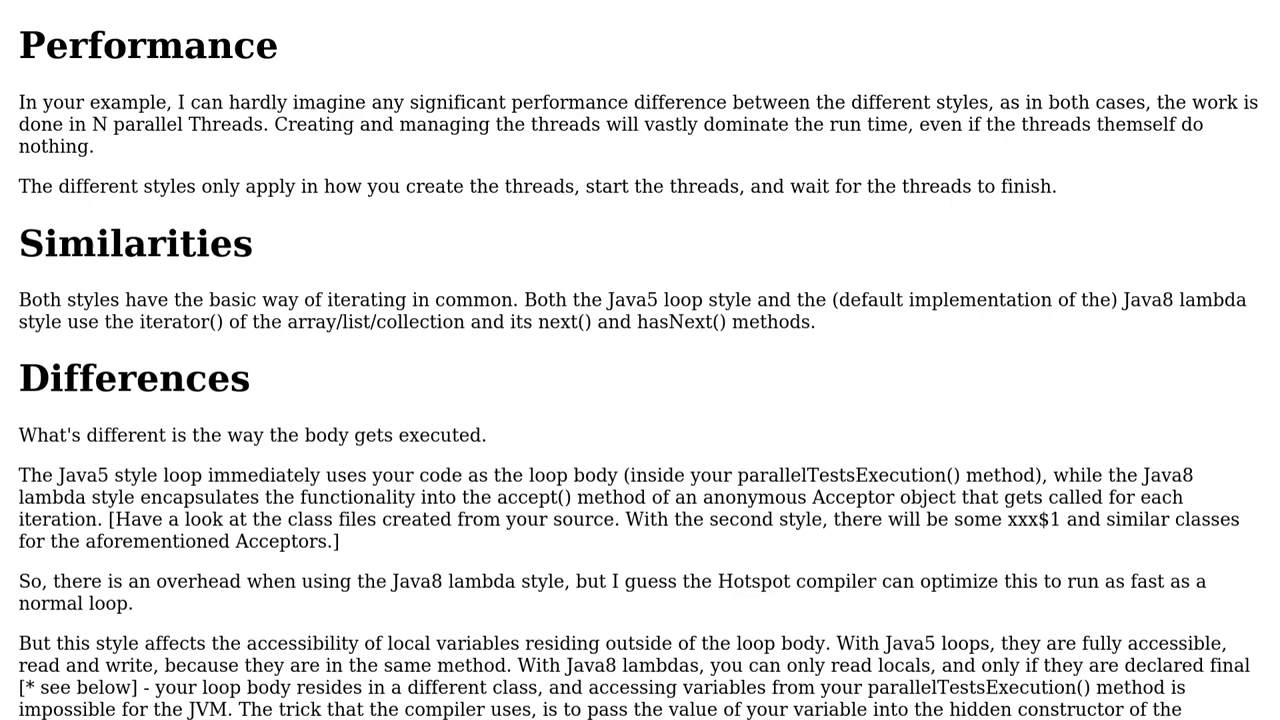 Performance
In your example, I can hardly imagine any significant performance difference between the different styles, as in both cases, the work is
done in N parallel Threads. Creating and managing the threads will vastly dominate the run time, even if the threads themself do
nothing.
The different styles only apply in how you create the threads, start the threads, and wait for the threads to finish.
Similarities
Both styles have the basic way of iterating in common. Both the Java5 loop style and the (default implementation of the) Java8 lambda
style use the iterator() of the array/list/collection and its next() and hasNext() methods.
Differences
What's different is the way the body gets executed.
The Java5 style loop immediately uses your code as the loop body (inside your parallelTestsExecution() method), while the Java8
lambda style encapsulates the functionality into the accept() method of an anonymous Acceptor object that gets called for each
iteration. [Have a look at the class files created from your source. With the second style, there will be some xxx$1 and similar classes
for the aforementioned Acceptors.]
So, there is an overhead when using the Java8 lambda style, but I guess the Hotspot compiler can optimize this to run as fast as a
normal loop.
But this style affects the accessibility of local variables residing outside of the loop body. With Java5 loops, they are fully accessible,
read and write, because they are in the same method. With Java8 lambdas, you can only read locals, and only if they are declared final
[* see below] - your loop body resides in a different class, and accessing variables from your parallelTestsExecution() method is
impossible for the JVM. The trick that the compiler uses, is to pass the value of your variable into the hidden constructor of the